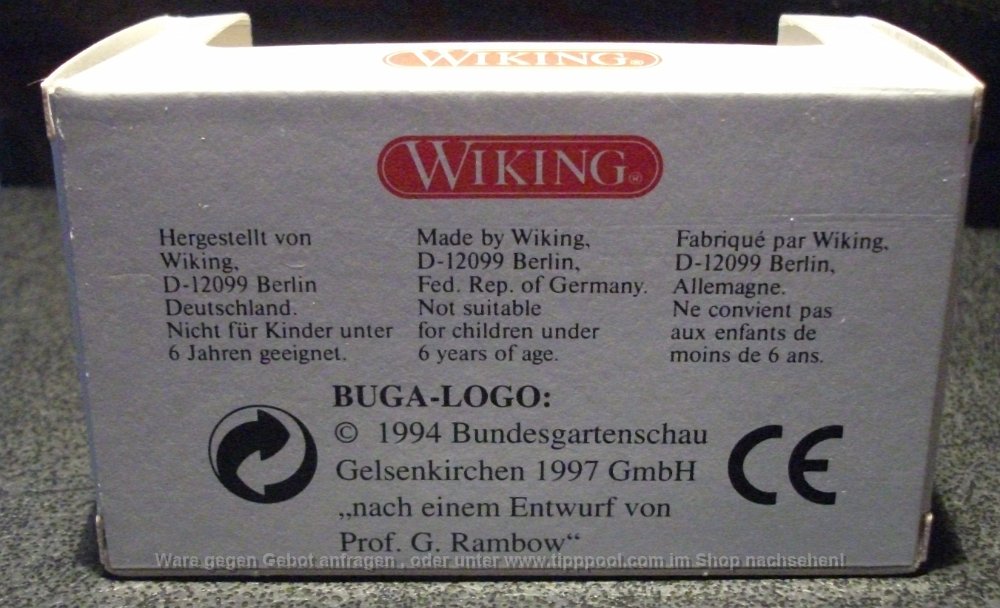 WIKING®
WIKING®
Hergestellt von
Wiking,
D-12099 Berlin
Deutschland.
Nicht für Kinder unter
6 Jahren geeignet.
Made by Wiking,
D-12099 Berlin,
Fed. Rep. of Germany.
Not suitable
for children under
6 years of age.
Fabriqué par Wiking,
D-12099 Berlin,
Allemagne.
Ne convient pas
aux enfants de
moins de 6 ans.
BUGA-LOGO:
© 1994 Bundesgartenschau
Gelsenkirchen 1997 GmbH
„nach einem Entwurf von
Prof. G. Rambow“
CE
Ware gegen Gebot anfragen , oder unter www.tipppool.com im Shop nachsehen!